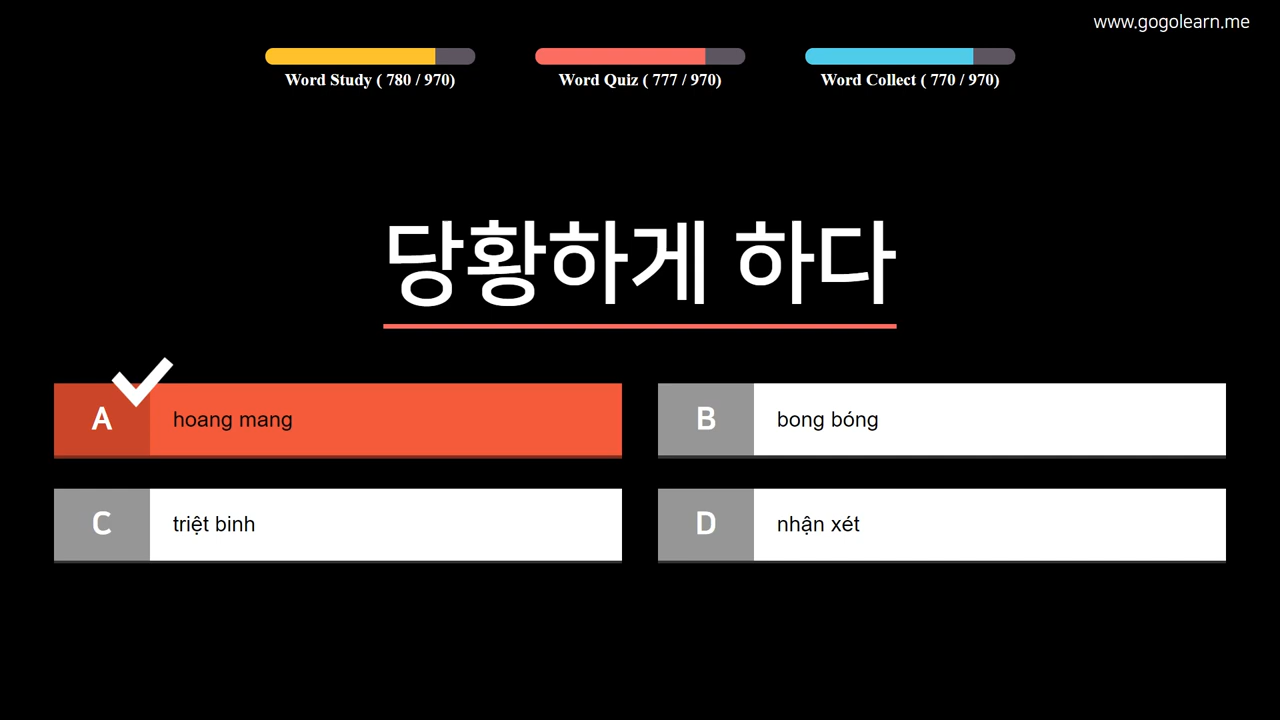 www.gogolearn.me
Word Study ( 780 / 970)
Word Quiz ( 777 / 970)
Word Collect ( 770 / 970)
당황하게 하다
A hoang mang
B bong bóng
C triệt binh
D nhận xét